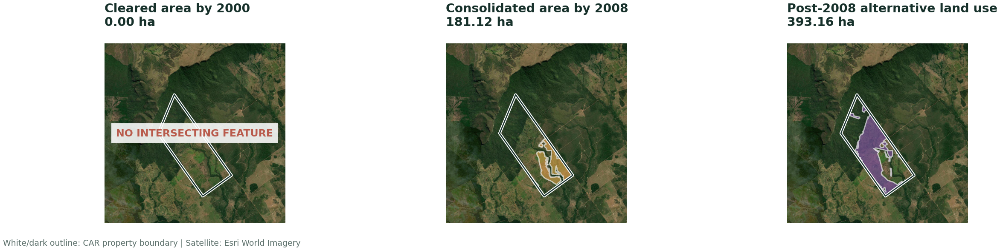 Cleared area by 2000
0.00 ha
Consolidated area by 2008
181.12 ha
Post-2008 alternative land use
393.16 ha
NO INTERSECTING FEATURE
White/dark outline: CAR property boundary | Satellite: Esri World Imagery